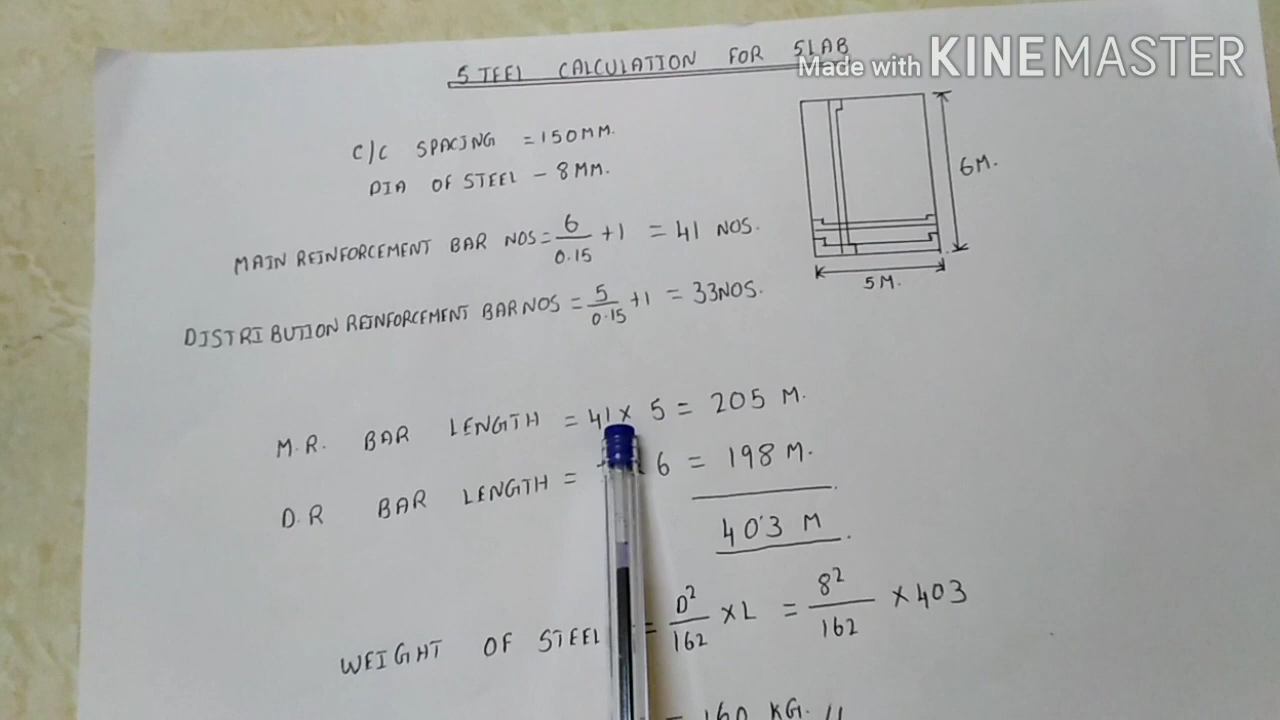 STEEL CALCULATION FOR SLAB
Made with KINEMASTER
C/C SPACING = 150MM.
DIA OF STEEL - 8MM.
6M.
5M.
MAIN REINFORCEMENT BAR NOS = 6/0.15 + 1 = 41 NOS.
DISTRIBUTION REINFORCEMENT BAR NOS = 5/0.15 + 1 = 33NOS.
M.R. BAR LENGTH = 41 x 5 = 205 M.
D.R BAR LENGTH = 6 = 198 M.
403 M.
WEIGHT OF STEEL = D²/162 x L = 8²/162 x 403
= 160 KG.